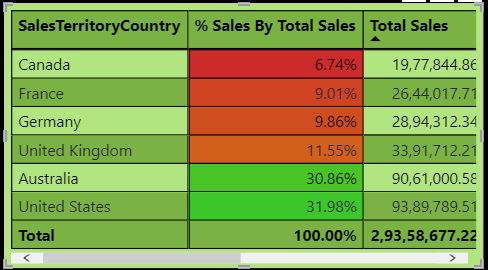 SalesTerritoryCountry % Sales By Total Sales Total Sales
Canada 6.74% 19,77,844.86
France 9.01% 26,44,017.71
Germany 9.86% 28,94,312.34
United Kingdom 11.55% 33,91,712.21
Australia 30.86% 90,61,000.58
United States 31.98% 93,89,789.51
Total 100.00% 2,93,58,677.22